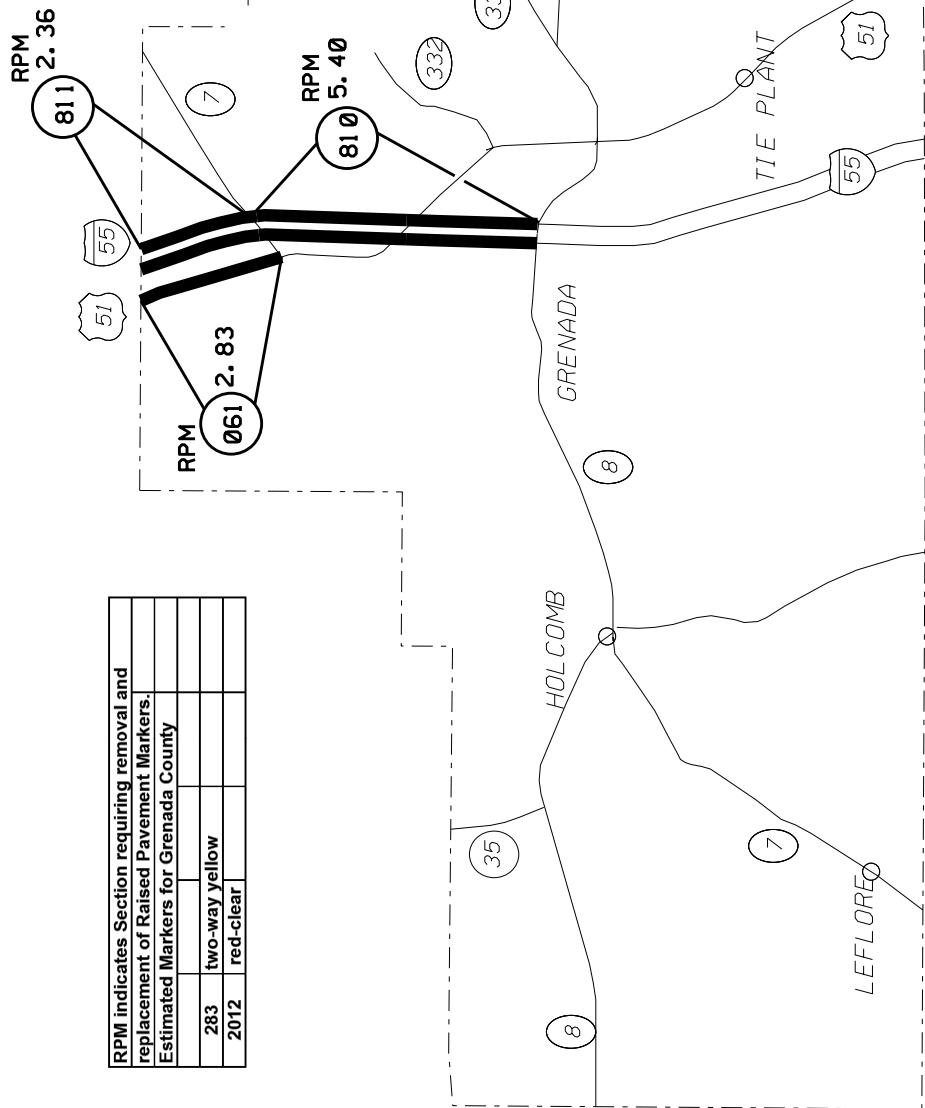 RPM indicates Section requiring removal and
replacement of Raised Pavement Markers.
Estimated Markers for Grenada County
283 two-way yellow
2012 red-clear
RPM
061
2.83
51
55
RPM
2.36
811
7
RPM
5.40
810
332
TIE PLANT
51
55
GRENADA
8
HOLCOMB
35
8
7
LEFLORE